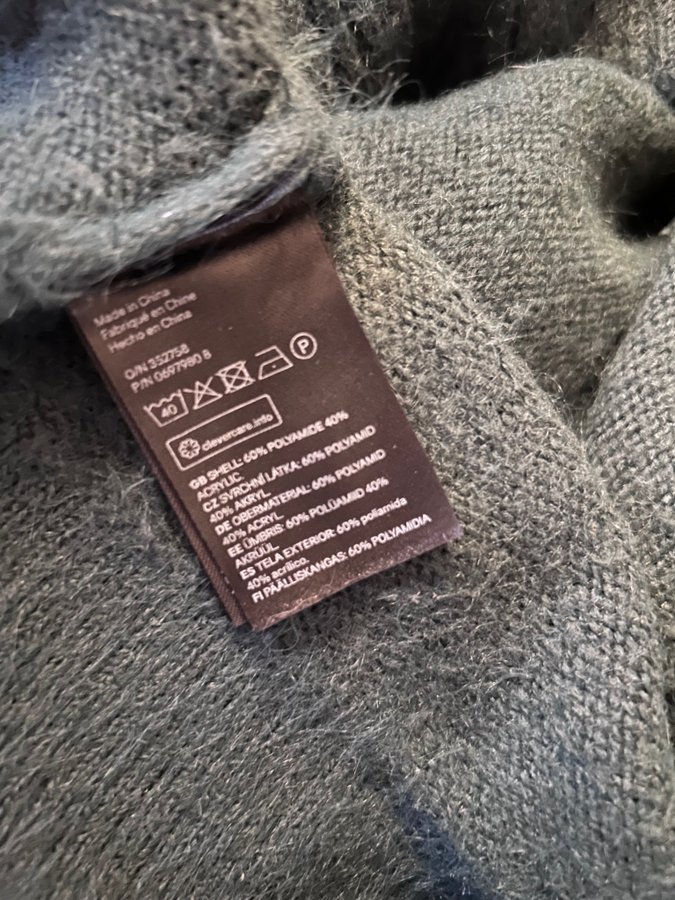 Made in China
Fabriqué en Chine
Hecho en China
O/N 352758
P/N 0697980 8
40 P
clevercare.info
GB SHELL: 60% POLYAMIDE 40%
ACRYLIC.
CZ SVRCHNÍ LÁTKA: 60% POLYAMID
40% AKRYL
DE OBERMATERIAL: 60% POLYAMID
40% ACRYL
EE ÜMBRIS: 60% POLÜAMIID 40%
AKRÜÜL
ES TELA EXTERIOR: 60% poliamida
40% acrílico.
FI PÄÄLLISKANGAS: 60% POLYAMIDIA